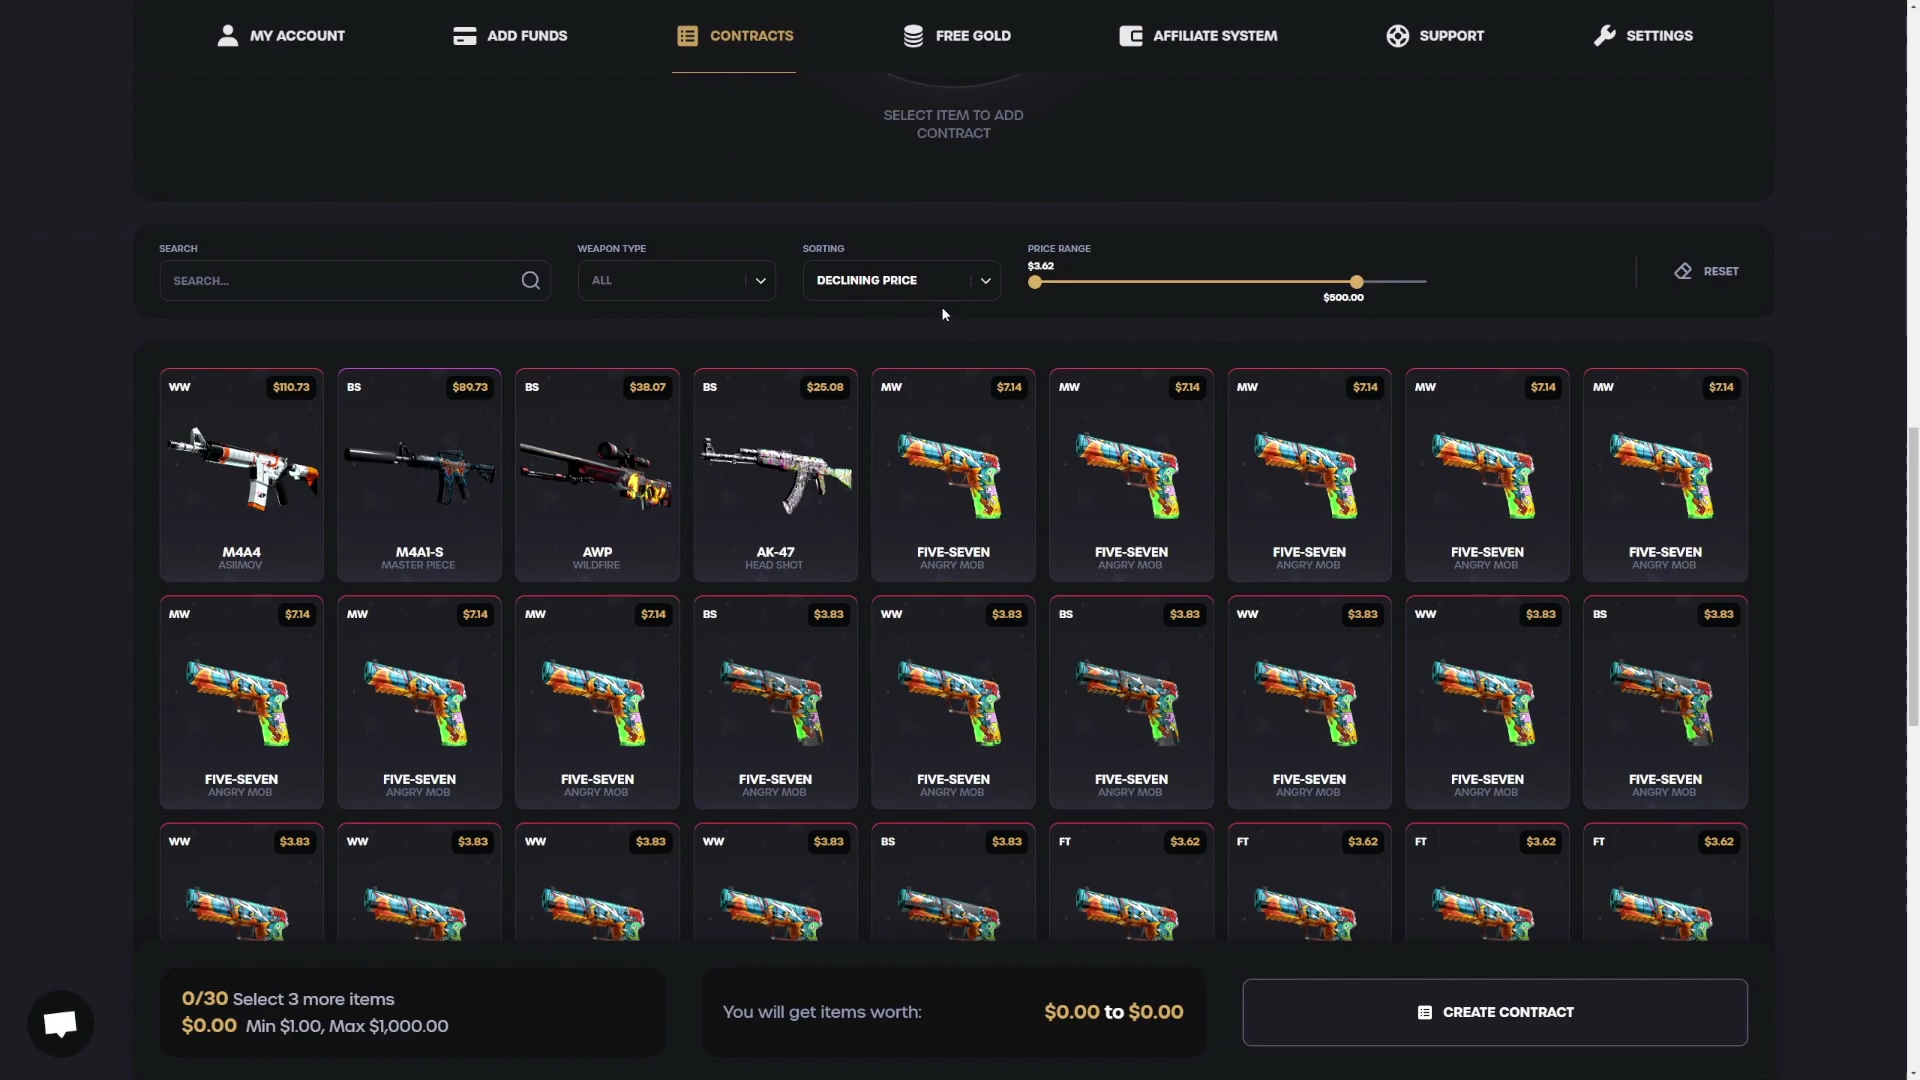 MY ACCOUNT
ADD FUNDS
CONTRACTS
FREE GOLD
AFFILIATE SYSTEM
SUPPORT
SETTINGS
SELECT ITEM TO ADD
CONTRACT
SEARCH
WEAPON TYPE
SORTING
PRICE RANGE
$3.62
SEARCH...
ALL
DECLINING PRICE
$500.00
RESET
WW $110.73
BS $89.73
BS $38.07
BS $25.08
MW $7.14
MW $7.14
MW $7.14
MW $7.14
MW $7.14
M4A4
ASIIMOV
M4A1-S
MASTER PIECE
AWP
WILDFIRE
AK-47
HEAD SHOT
FIVE-SEVEN
ANGRY MOB
FIVE-SEVEN
ANGRY MOB
FIVE-SEVEN
ANGRY MOB
FIVE-SEVEN
ANGRY MOB
FIVE-SEVEN
ANGRY MOB
MW $7.14
MW $7.14
MW $7.14
BS $3.83
WW $3.83
BS $3.83
WW $3.83
WW $3.83
BS $3.83
FIVE-SEVEN
ANGRY MOB
FIVE-SEVEN
ANGRY MOB
FIVE-SEVEN
ANGRY MOB
FIVE-SEVEN
ANGRY MOB
FIVE-SEVEN
ANGRY MOB
FIVE-SEVEN
ANGRY MOB
FIVE-SEVEN
ANGRY MOB
FIVE-SEVEN
ANGRY MOB
FIVE-SEVEN
ANGRY MOB
WW $3.83
WW $3.83
WW $3.83
WW $3.83
BS $3.83
FT $3.62
FT $3.62
FT $3.62
FT $3.62
0/30 Select 3 more items
$0.00 Min $1.00, Max $1,000.00
You will get items worth: $0.00 to $0.00
CREATE CONTRACT